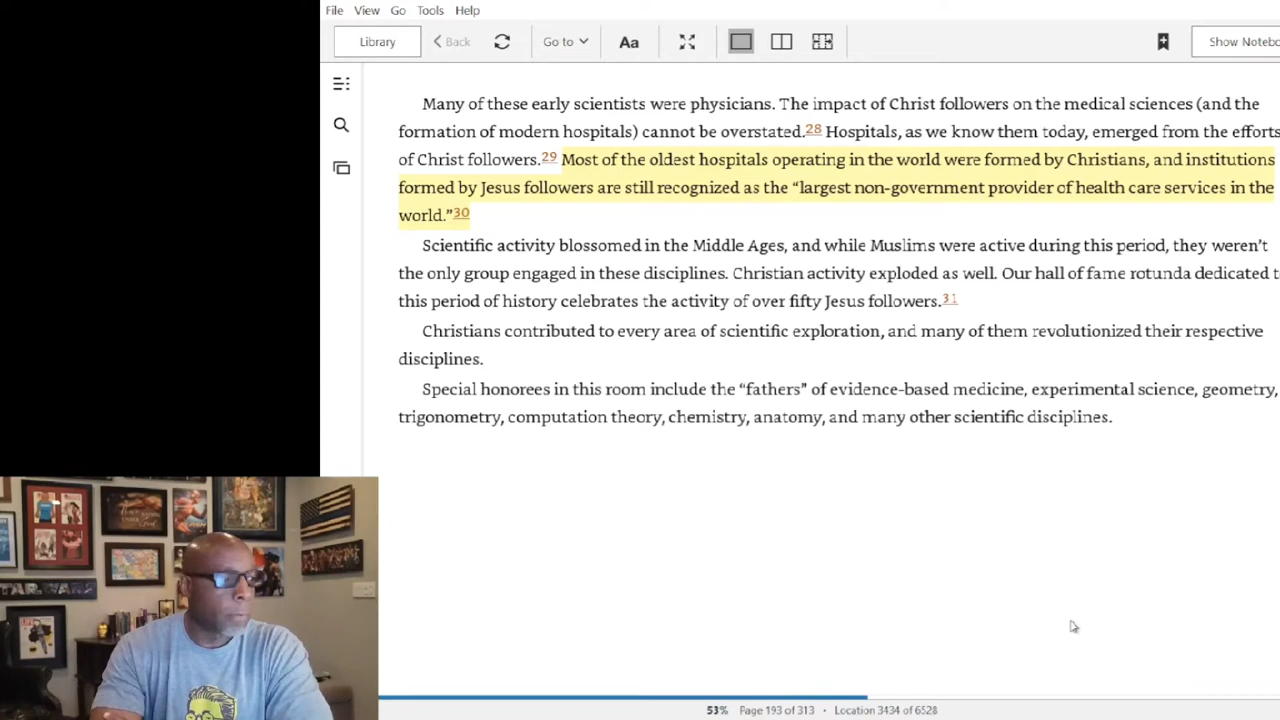 File View Go Tools Help
Library Back Go to Aa Show Notebo
Many of these early scientists were physicians. The impact of Christ followers on the medical sciences (and the
formation of modern hospitals) cannot be overstated.28 Hospitals, as we know them today, emerged from the efforts
of Christ followers.29 Most of the oldest hospitals operating in the world were formed by Christians, and institutions
formed by Jesus followers are still recognized as the “largest non-government provider of health care services in the
world.”30
Scientific activity blossomed in the Middle Ages, and while Muslims were active during this period, they weren’t
the only group engaged in these disciplines. Christian activity exploded as well. Our hall of fame rotunda dedicated t
this period of history celebrates the activity of over fifty Jesus followers.31
Christians contributed to every area of scientific exploration, and many of them revolutionized their respective
disciplines.
Special honorees in this room include the “fathers” of evidence-based medicine, experimental science, geometry,
trigonometry, computation theory, chemistry, anatomy, and many other scientific disciplines.
LIFE
53% Page 193 of 313 • Location 3434 of 6528